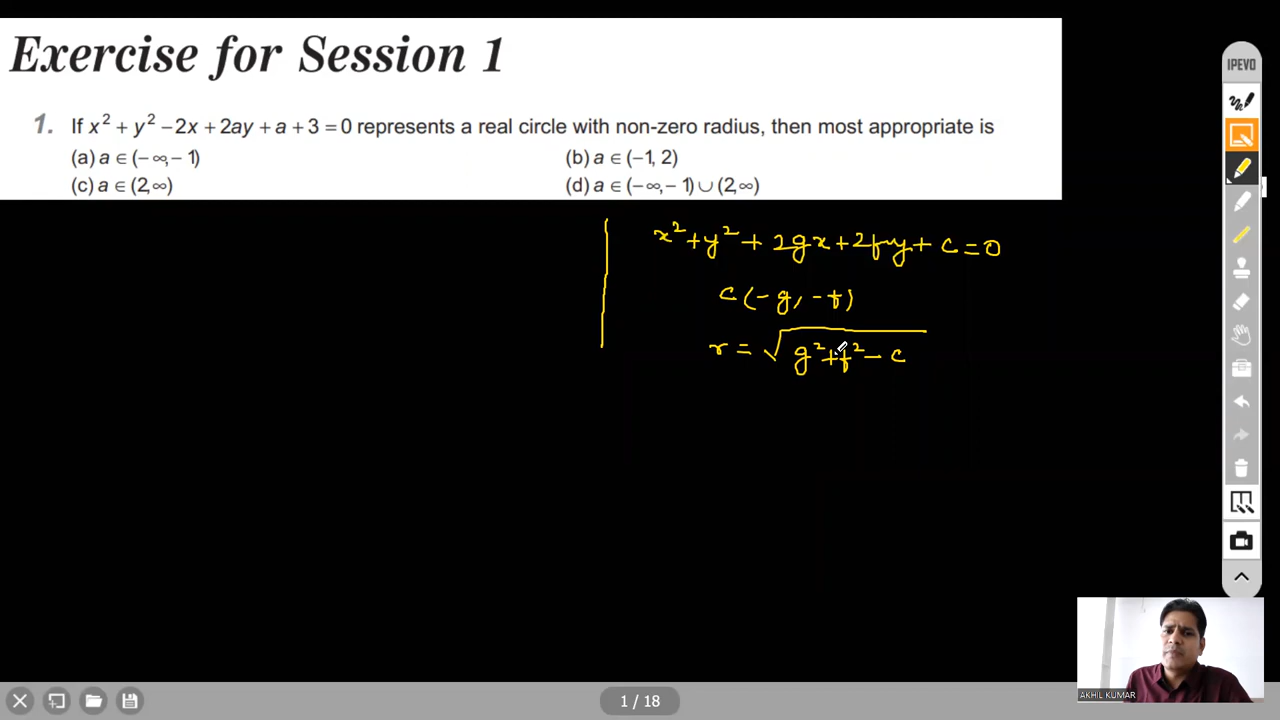 Exercise for Session 1
1. If x² + y² − 2x + 2ay + a + 3 = 0 represents a real circle with non-zero radius, then most appropriate is
(a) a ∈ (− ∞, − 1) (b) a ∈ (−1, 2)
(c) a ∈ (2, ∞) (d) a ∈ (− ∞, − 1) ∪ (2, ∞)
x² + y² + 2gx + 2fy + c = 0
c (−g, −f)
r = √(g² + f² − c)
IPEVO
AKHIL KUMAR
1 / 18